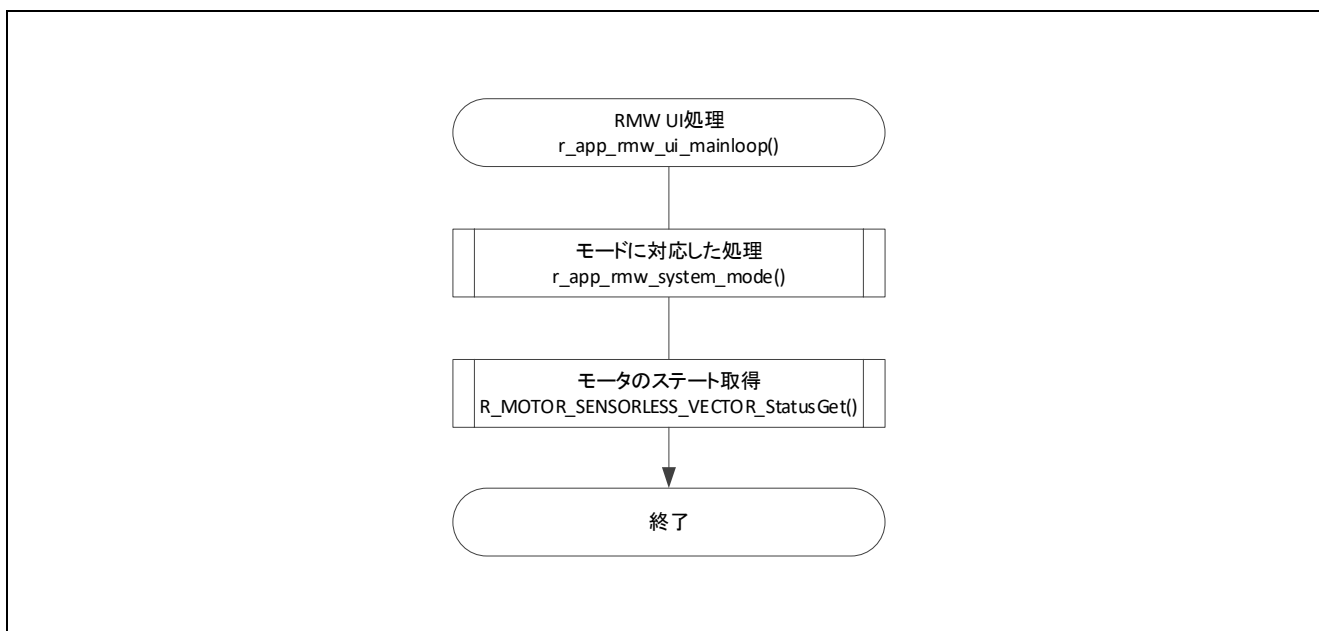 RMW UI処理
r_app_rmw_ui_mainloop()
モードに対応した処理
r_app_rmw_system_mode()
モータのステート取得
R_MOTOR_SENSORLESS_VECTOR_StatusGet()
終了